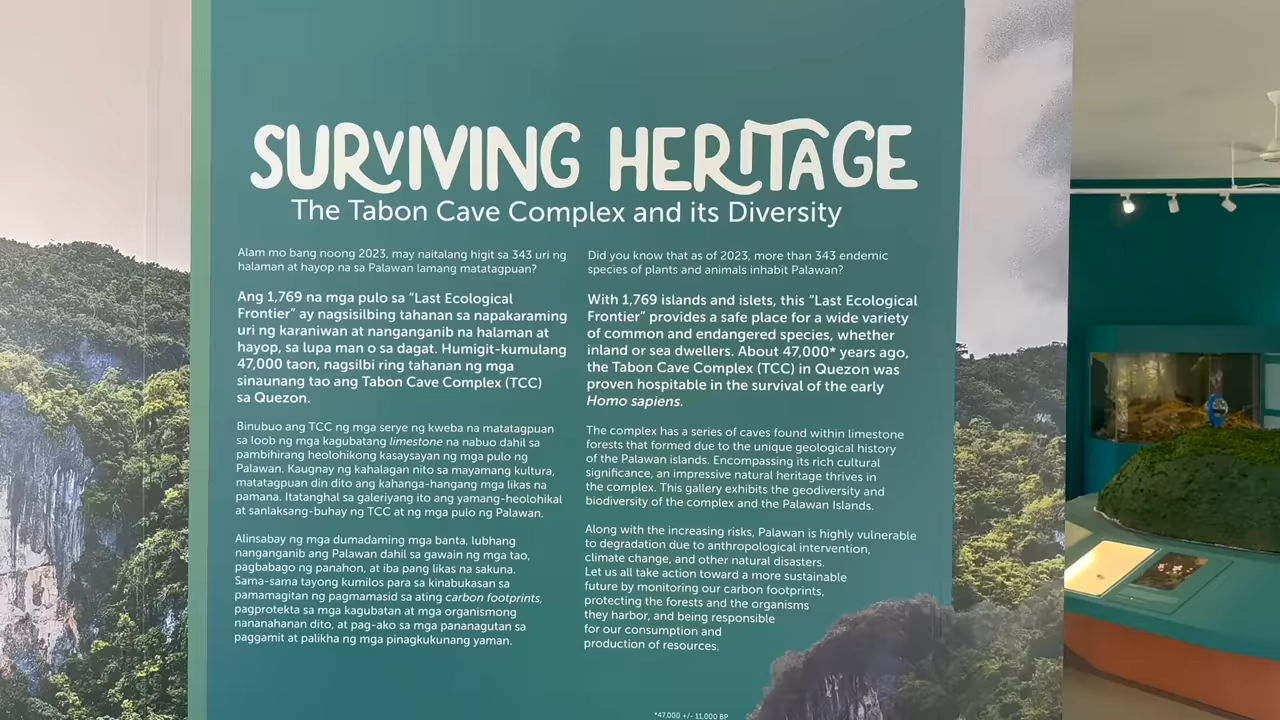 SURVIVING HERITAGE
The Tabon Cave Complex and its Diversity
Alam mo bang noong 2023, may naitalang higit sa 343 uri ng
halaman at hayop na sa Palawan lamang matatagpuan?
Ang 1,769 na mga pulo sa “Last Ecological
Frontier” ay nagsisilbing tahanan sa napakaraming
uri ng karaniwan at nanganganib na halaman at
hayop, sa lupa man o sa dagat. Humigit-kumulang
47,000 taon, nagsilbi ring tahanan ng mga
sinaunang tao ang Tabon Cave Complex (TCC)
sa Quezon.
Binubuo ang TCC ng mga serye ng kweba na matatagpuan
sa loob ng mga kagubatang limestone na nabuo dahil sa
pambihirang heolohikong kasaysayan ng mga pulo ng
Palawan. Kaugnay ng kahalagan nito sa mayamang kultura,
matatagpuan din dito ang kahanga-hangang mga likas na
pamana. Itatanghal sa galeriyang ito ang yamang-heolohikal
at sanlaksang-buhay ng TCC at ng mga pulo ng Palawan.
Alinsabay ng mga dumadaming mga banta, lubhang
nanganganib ang Palawan dahil sa gawain ng mga tao,
pagbabago ng panahon, at iba pang likas na sakuna.
Sama-sama tayong kumilos para sa kinabukasan sa
pamamagitan ng pagmamasid sa ating carbon footprints,
pagprotekta sa mga kagubatan at mga organismong
nananahanan dito, at pag-ako sa mga pananagutan sa
paggamit at palikha ng mga pinagkukunang yaman.
Did you know that as of 2023, more than 343 endemic
species of plants and animals inhabit Palawan?
With 1,769 islands and islets, this “Last Ecological
Frontier” provides a safe place for a wide variety
of common and endangered species, whether
inland or sea dwellers. About 47,000* years ago,
the Tabon Cave Complex (TCC) in Quezon was
proven hospitable in the survival of the early
Homo sapiens.
The complex has a series of caves found within limestone
forests that formed due to the unique geological history
of the Palawan islands. Encompassing its rich cultural
significance, an impressive natural heritage thrives in
the complex. This gallery exhibits the geodiversity and
biodiversity of the complex and the Palawan Islands.
Along with the increasing risks, Palawan is highly vulnerable
to degradation due to anthropological intervention,
climate change, and other natural disasters.
Let us all take action toward a more sustainable
future by monitoring our carbon footprints,
protecting the forests and the organisms
they harbor, and being responsible
for our consumption and
production of resources.
*47,000 +/- 11,000 BP